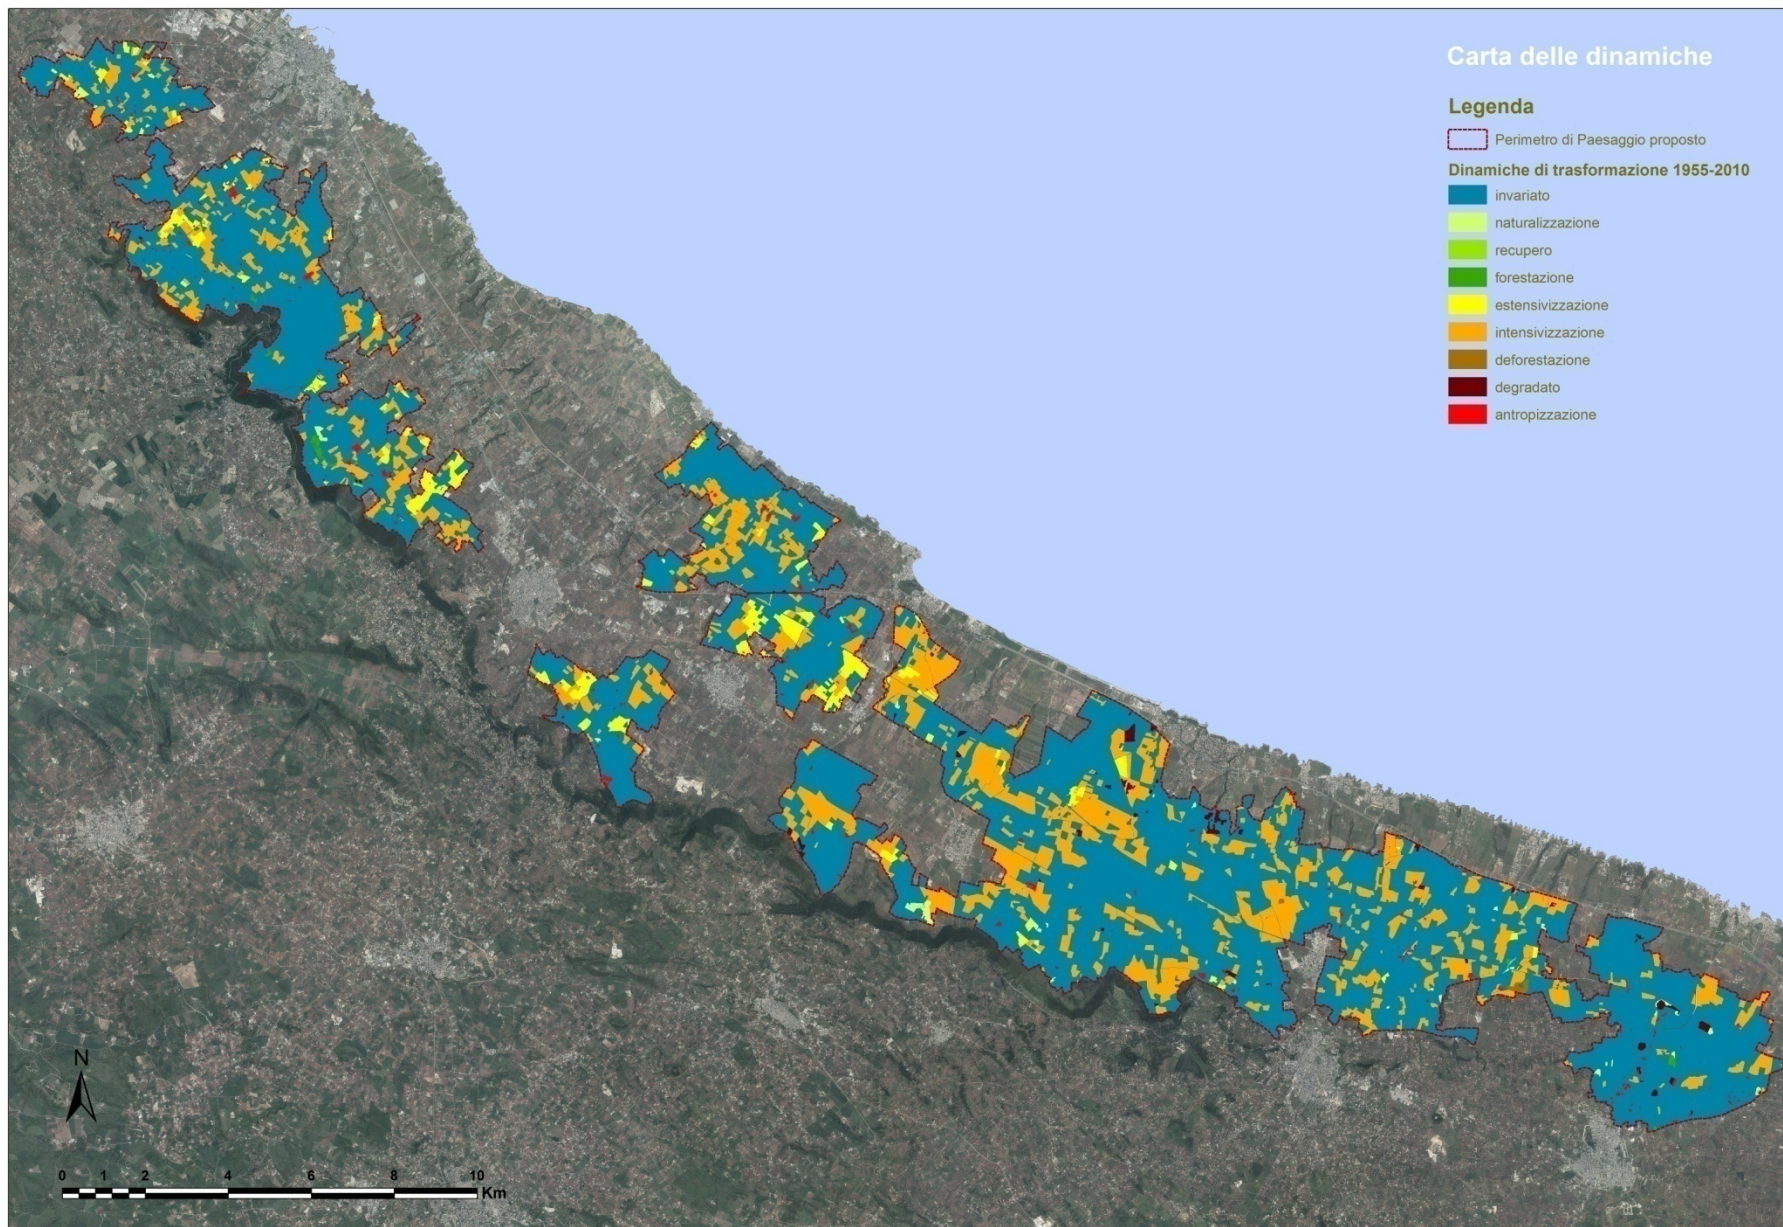 Carta delle dinamiche
Legenda
Perimetro di Paesaggio proposto
Dinamiche di trasformazione 1955-2010
invariato
naturalizzazione
recupero
forestazione
estensivizzazione
intensivizzazione
deforestazione
degradato
antropizzazione
N
0 1 2 4 6 8 10
Km